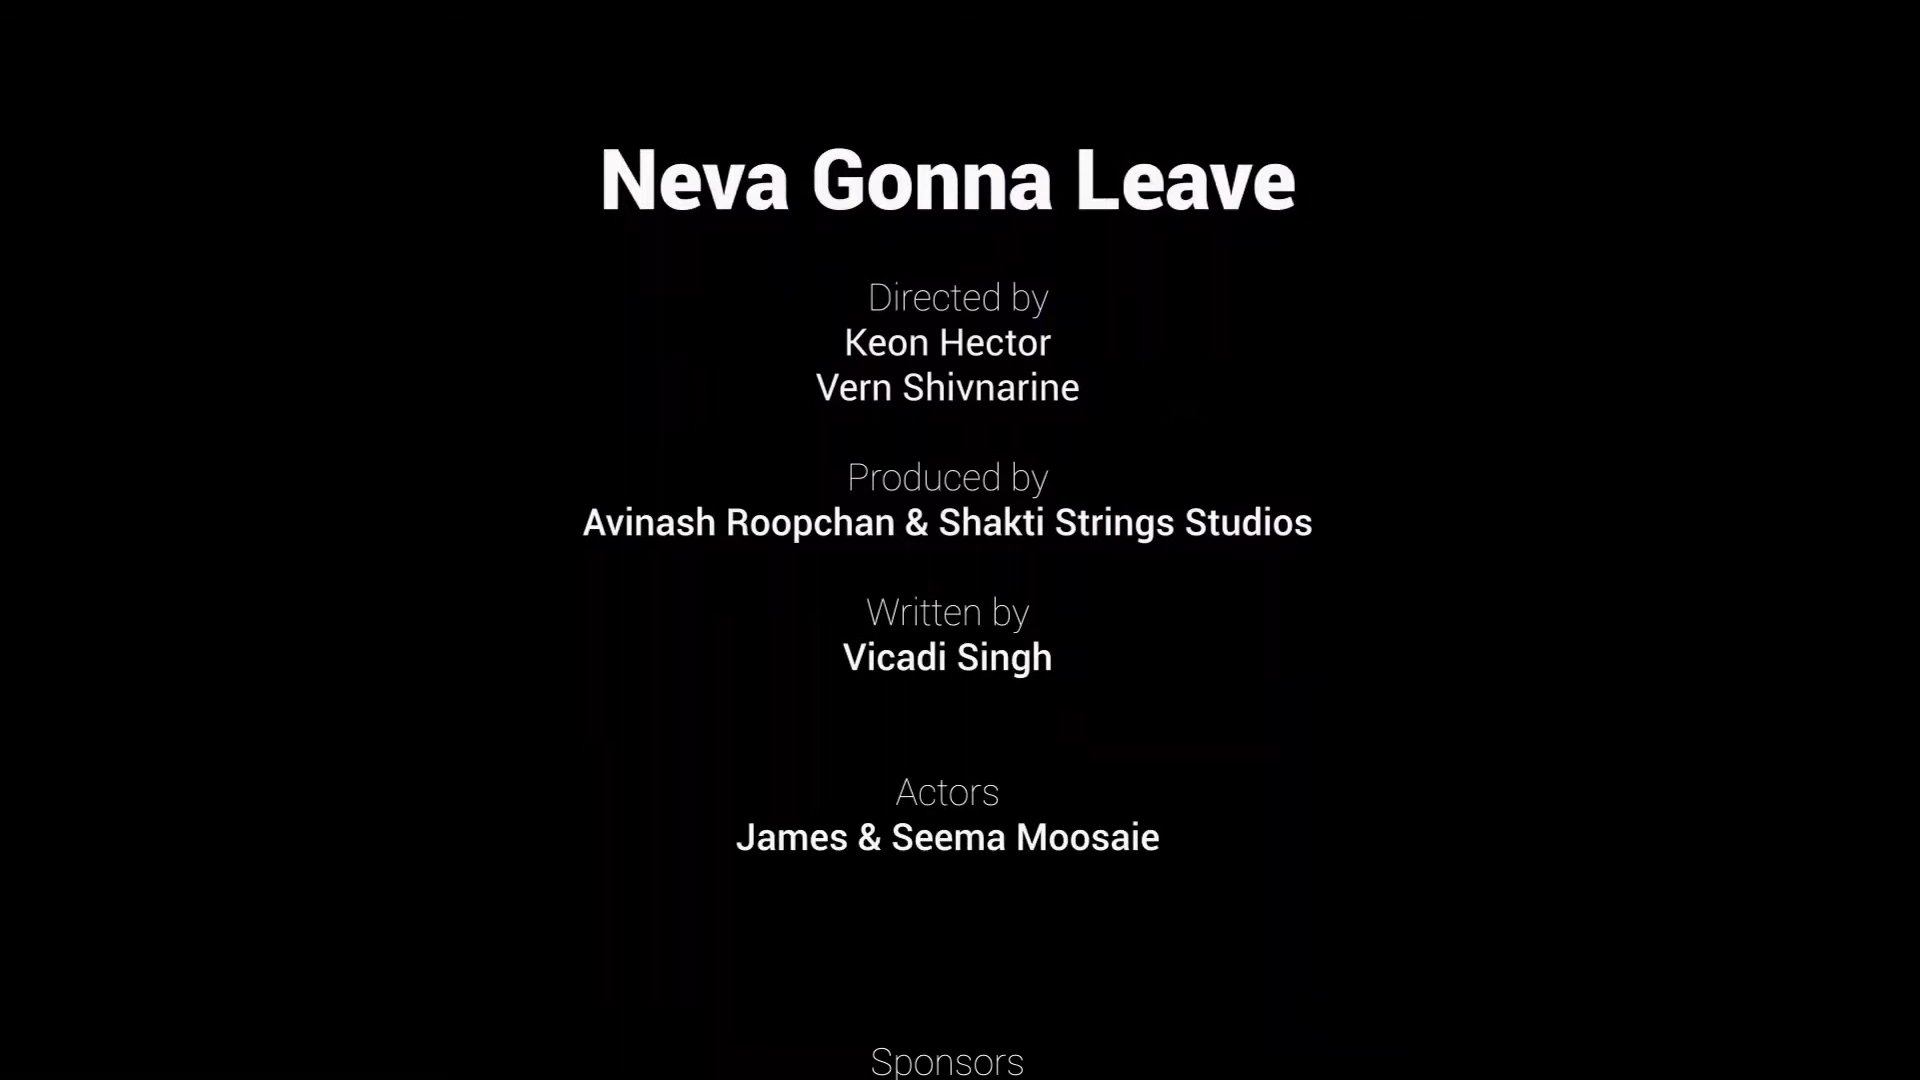 Neva Gonna Leave
Directed by
Keon Hector
Vern Shivnarine
Produced by
Avinash Roopchan & Shakti Strings Studios
Written by
Vicadi Singh
Actors
James & Seema Moosaie
Sponsors